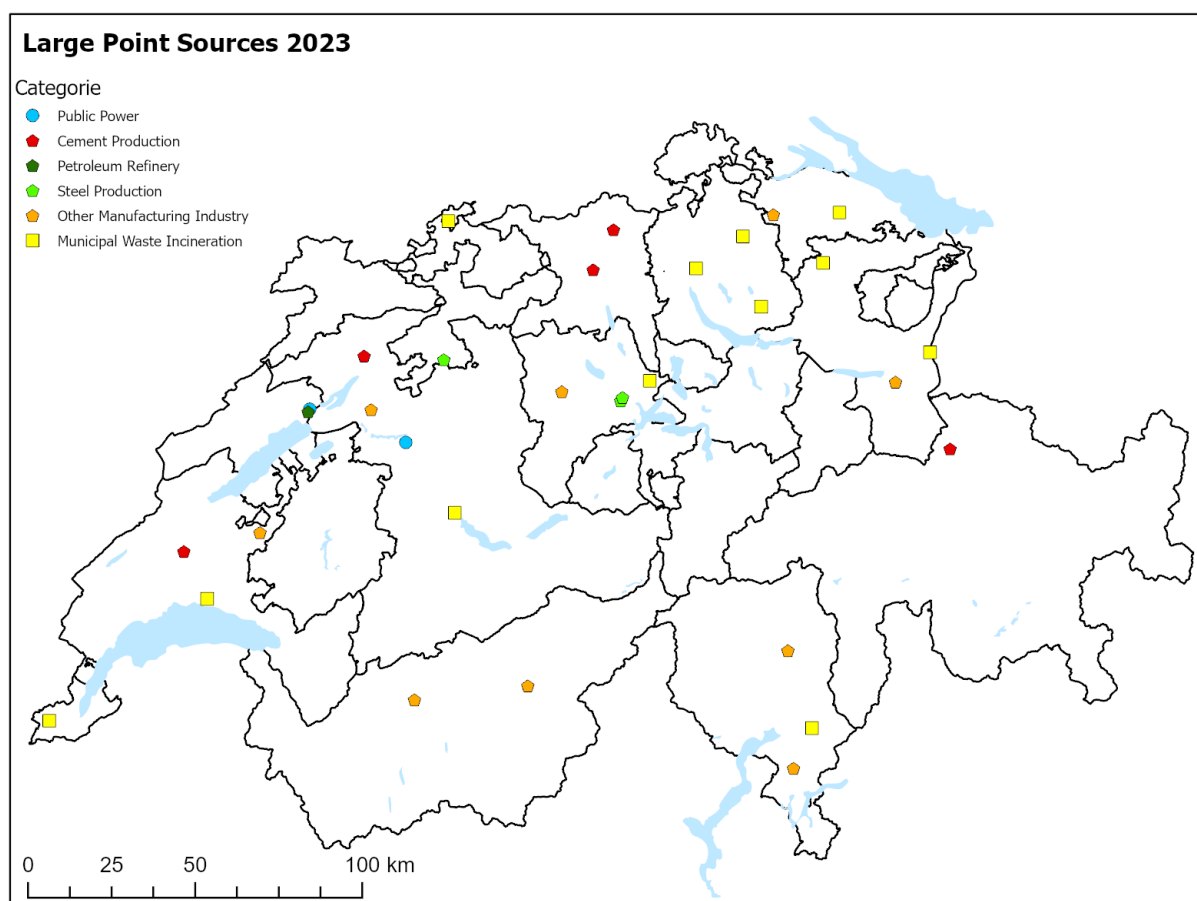 Large Point Sources 2023
Categorie
Public Power
Cement Production
Petroleum Refinery
Steel Production
Other Manufacturing Industry
Municipal Waste Incineration
0 25 50 100 km